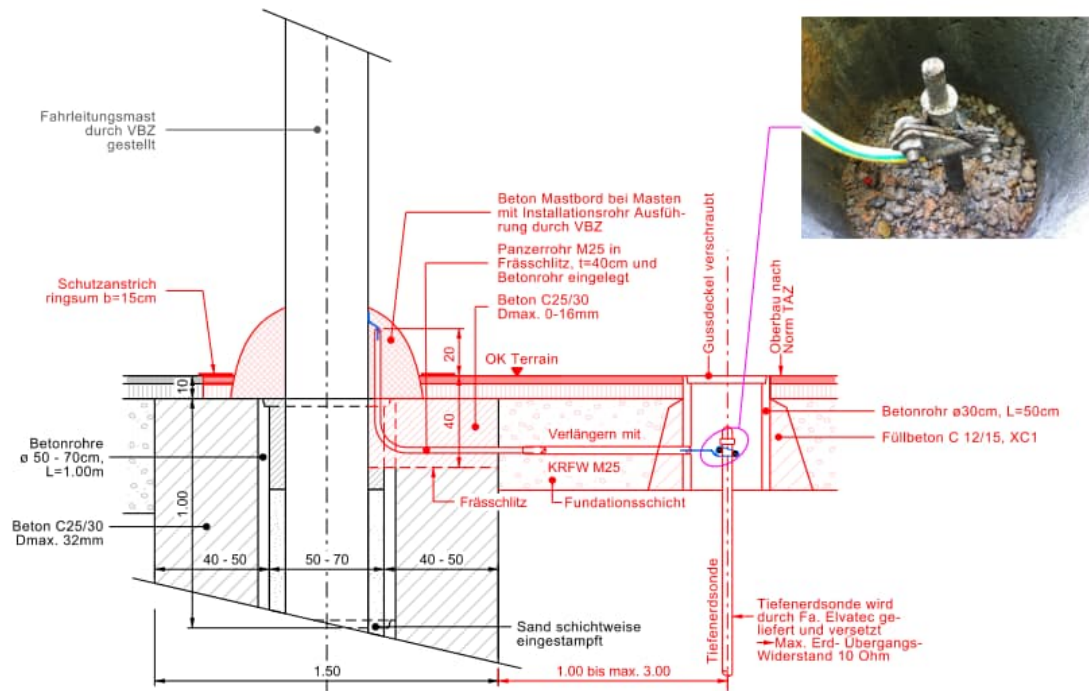 Fahrleitungsmast
durch VBZ
gestellt
Beton Mastbord bei Masten
mit Installationsrohr Ausfüh-
rung durch VBZ
Panzerrohr M25 in
Frässchlitz, t=40cm und
Betonrohr eingelegt
Beton C25/30
Dmax. 0-16mm
Schutzanstrich
ringsum b=15cm
Gussdeckel verschraubt
Oberbau nach
Norm TAZ
OK Terrain
20
10
40
Betonrohr ø30cm, L=50cm
Füllbeton C 12/15, XC1
Verlängern mit
KRFW M25
Betonrohre
ø 50 - 70cm,
L=1.00m
1.00
Frässchlitz
Fundationsschicht
Beton C25/30
Dmax. 32mm
40 - 50
50 - 70
40 - 50
Sand schichtweise
eingestampft
Tiefenerdsonde
Tiefenerdsonde wird
durch Fa. Elvatec ge-
liefert und versetzt
Max. Erd- Übergangs-
Widerstand 10 Ohm
1.50
1.00 bis max. 3.00